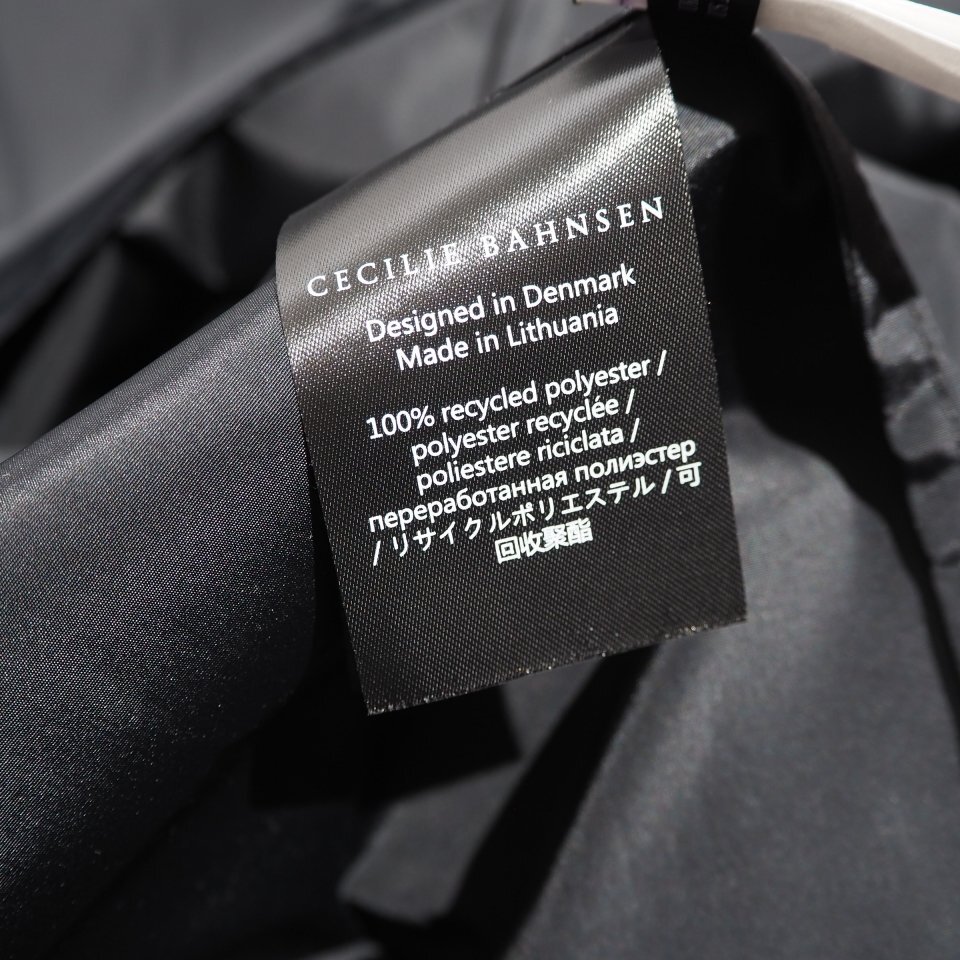 CECILIE BAHNSEN
Designed in Denmark
Made in Lithuania
100% recycled polyester /
polyester recyclée /
poliestere riciclata /
переработанная полиэстер
/ リサイクルポリエステル / 可
回收聚酯